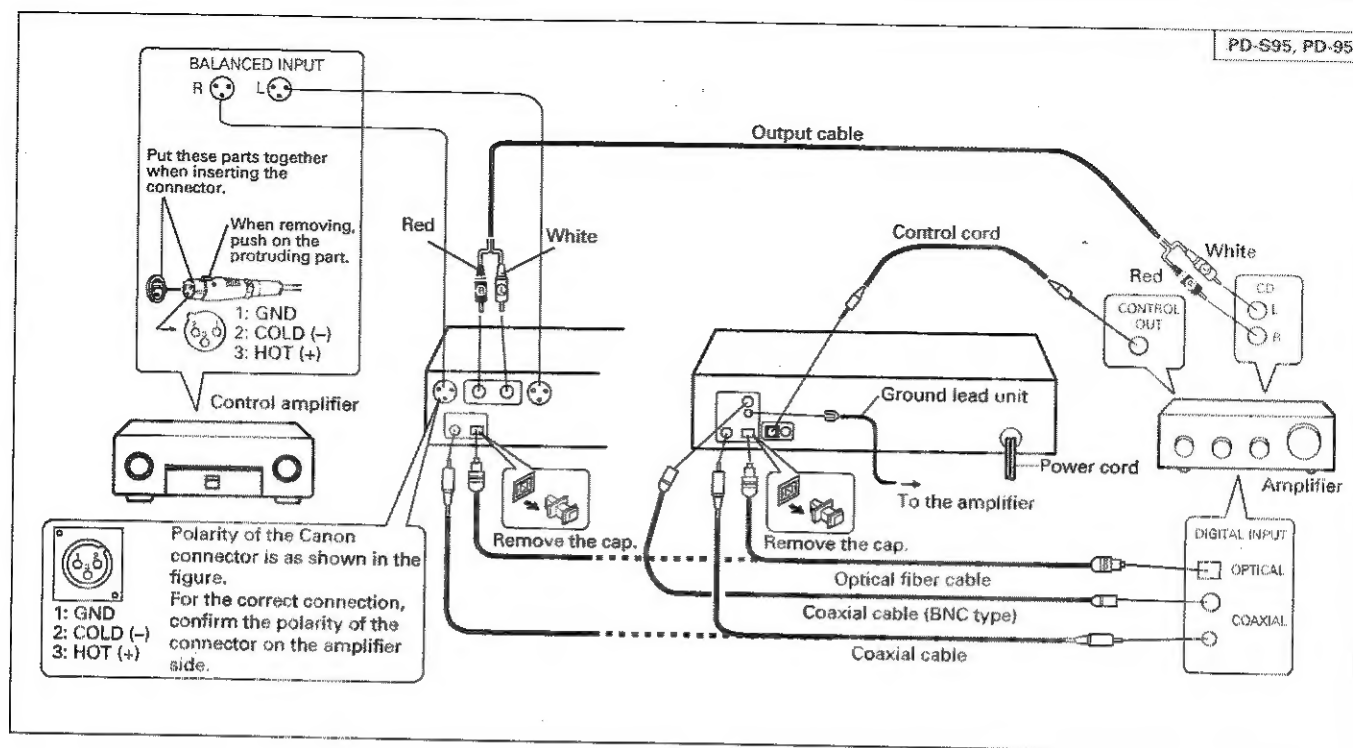 PD-S95, PD-95
BALANCED INPUT
R
L
Put these parts together
when inserting the
connector.
When removing,
push on the
protruding part.
1: GND
2: COLD (−)
3: HOT (+)
Control amplifier
Polarity of the Canon
connector is as shown in the
figure.
For the correct connection,
confirm the polarity of the
connector on the amplifier
side.
1: GND
2: COLD (−)
3: HOT (+)
Output cable
Red
White
Control cord
White
Red
CONTROL
OUT
CD
L
R
Ground lead unit
Power cord
To the amplifier
Amplifier
Remove the cap.
Remove the cap.
Optical fiber cable
Coaxial cable (BNC type)
Coaxial cable
DIGITAL INPUT
OPTICAL
COAXIAL